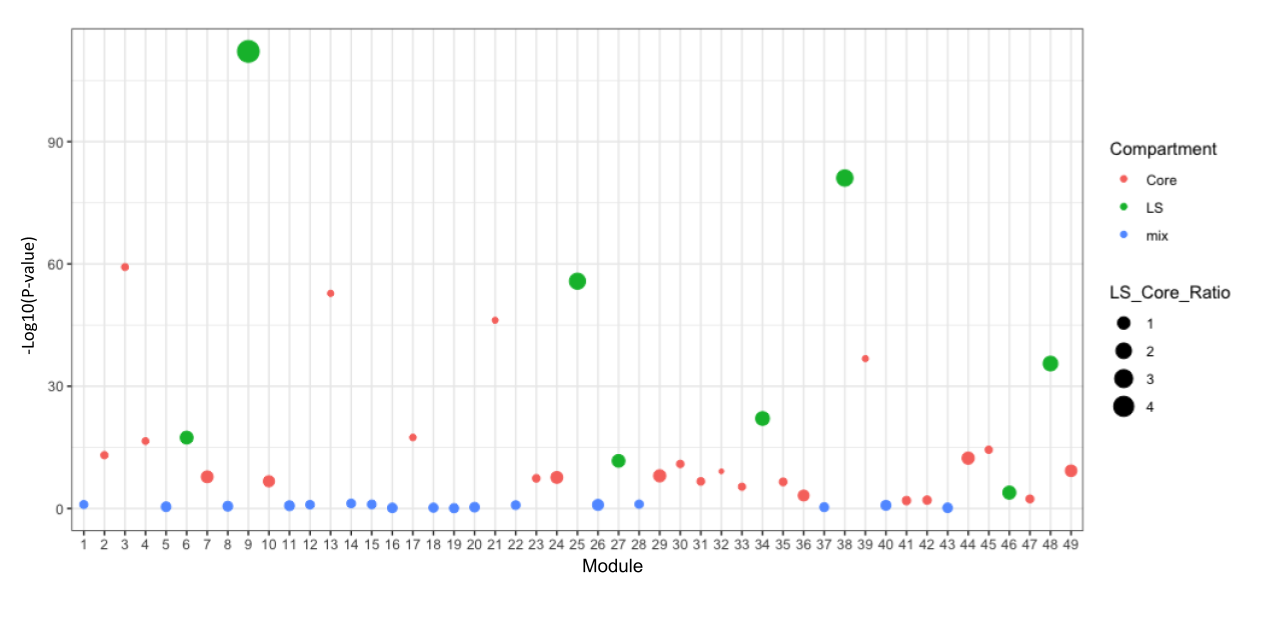 -Log10(P-value)
90
60
30
0
1 2 3 4 5 6 7 8 9 10 11 12 13 14 15 16 17 18 19 20 21 22 23 24 25 26 27 28 29 30 31 32 33 34 35 36 37 38 39 40 41 42 43 44 45 46 47 48 49
Module
Compartment
Core
LS
mix
LS_Core_Ratio
1
2
3
4